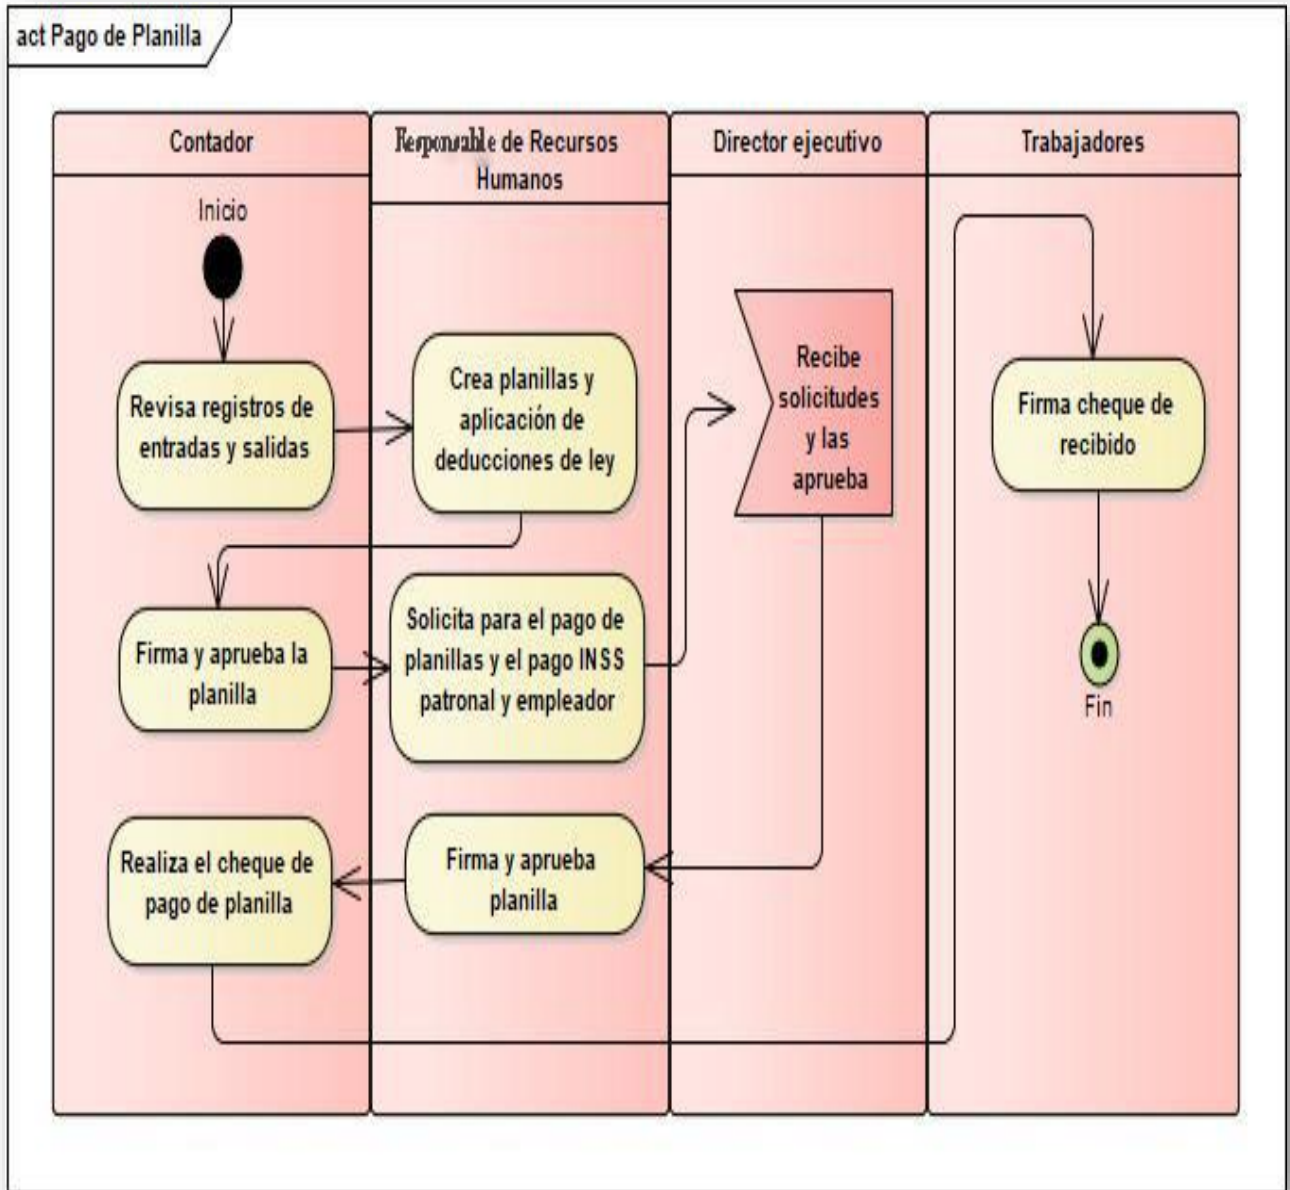 act Pago de Planilla
Contador
Responsable de Recursos
Humanos
Director ejecutivo
Trabajadores
Inicio
Revisa registros de
entradas y salidas
Crea planillas y
aplicación de
deducciones de ley
Recibe
solicitudes
y las
aprueba
Firma cheque de
recibido
Firma y aprueba la
planilla
Solicita para el pago de
planillas y el pago INSS
patronal y empleador
Fin
Realiza el cheque de
pago de planilla
Firma y aprueba
planilla